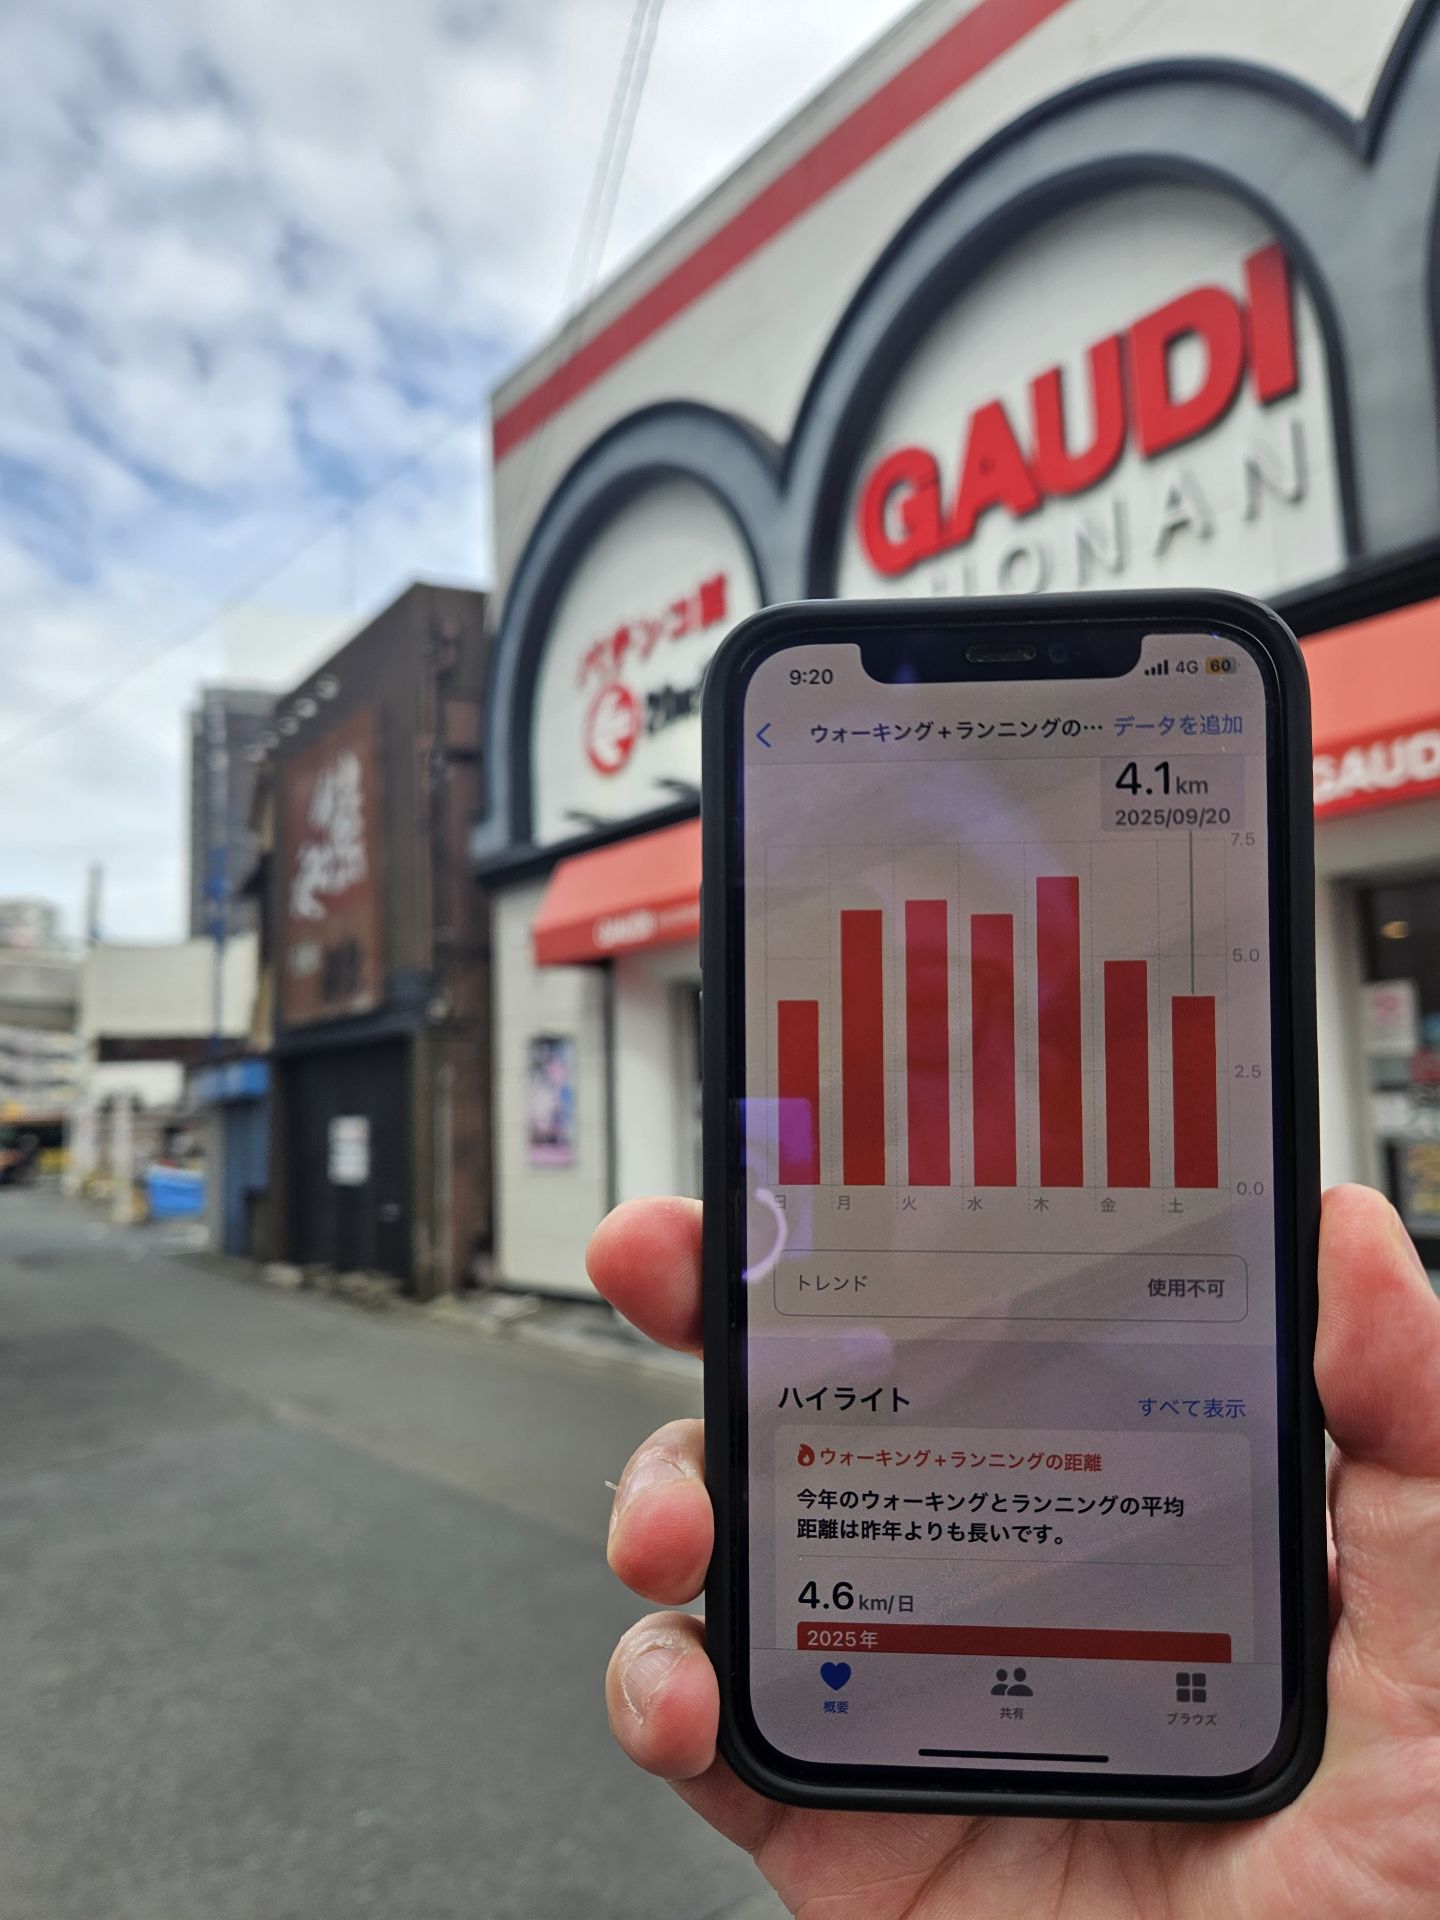 GAUDI
SHONAN
パチンコ館
GAUDI
9:20
4G 60
ウォーキング+ランニングの… データを追加
4.1km
2025/09/20
7.5
5.0
2.5
0.0
日 月 火 水 木 金 土
トレンド 使用不可
ハイライト すべて表示
ウォーキング+ランニングの距離
今年のウォーキングとランニングの平均
距離は昨年よりも長いです。
4.6km/日
2025年
概要 共有 ブラウズ